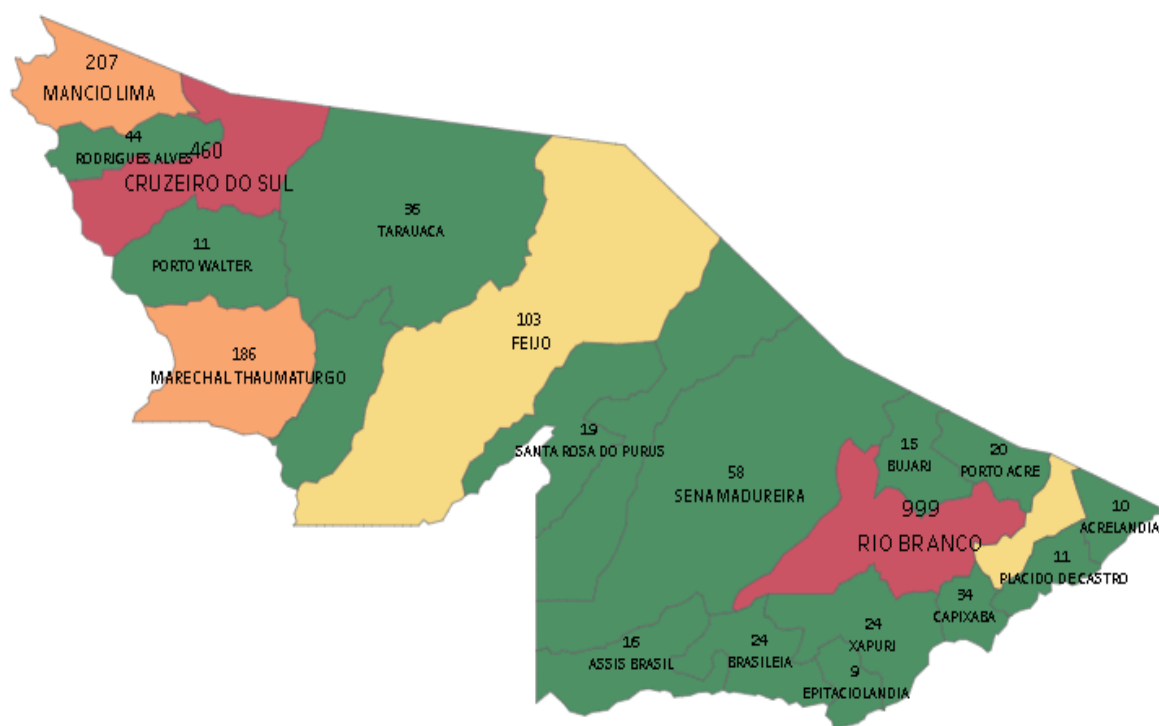 207
MANCIO LIMA
44
RODRIGUES ALVES
460
CRUZEIRO DO SUL
36
TARAUACA
11
PORTO WALTER
103
FEIJO
186
MARECHAL THAUMATURGO
19
SANTA ROSA DO PURUS
58
SENA MADUREIRA
15
BUJARI
20
PORTO ACRE
999
RIO BRANCO
10
ACRELANDIA
11
PLACIDO DE CASTRO
34
CAPIXABA
24
XAPURI
16
ASSIS BRASIL
24
BRASILEIA
9
EPITACIOLANDIA